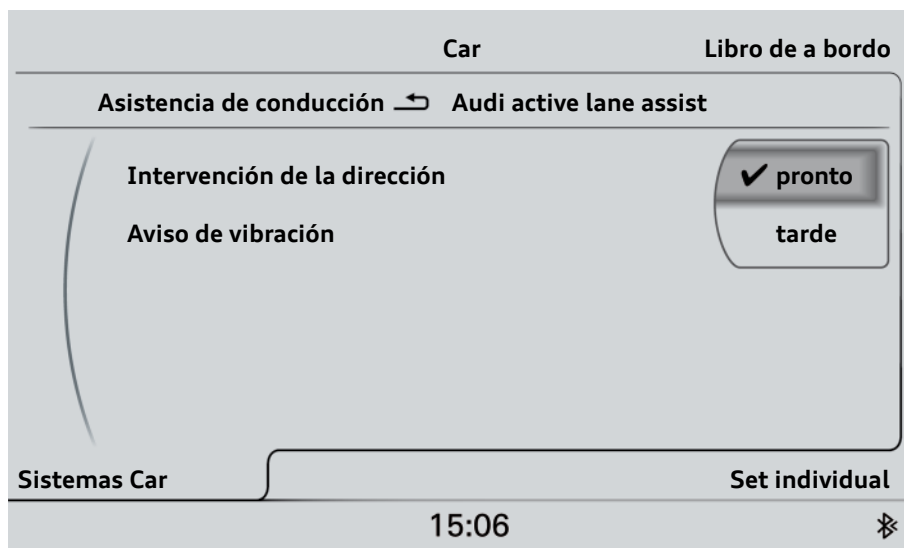 Car Libro de a bordo
Asistencia de conducción Audi active lane assist
Intervención de la dirección ✔ pronto
Aviso de vibración tarde
Sistemas Car Set individual
15:06